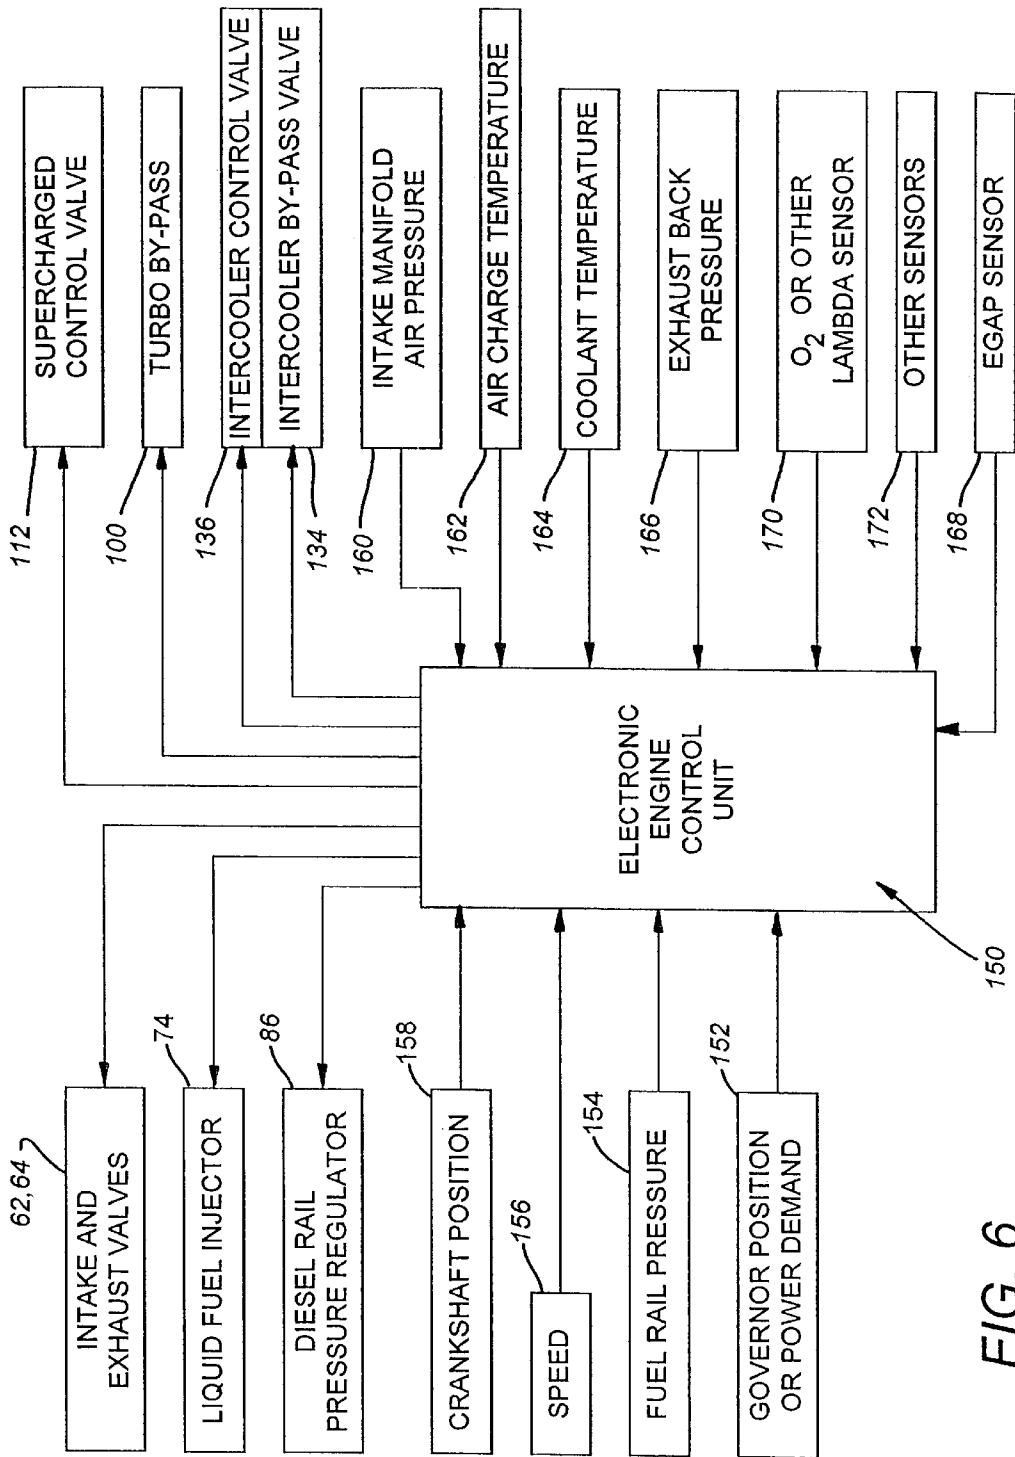 62,64
INTAKE AND
EXHAUST VALVES
74
LIQUID FUEL INJECTOR
86
DIESEL RAIL
PRESSURE REGULATOR
158
CRANKSHAFT POSITION
156
SPEED
154
FUEL RAIL PRESSURE
152
GOVERNOR POSITION
OR POWER DEMAND
ELECTRONIC
ENGINE
CONTROL
UNIT
150
112
SUPERCHARGED
CONTROL VALVE
100
TURBO BY-PASS
136
INTERCOOLER CONTROL VALVE
INTERCOOLER BY-PASS VALVE
134
160
INTAKE MANIFOLD
AIR PRESSURE
162
AIR CHARGE TEMPERATURE
164
COOLANT TEMPERATURE
166
EXHAUST BACK
PRESSURE
170
O2 OR OTHER
LAMBDA SENSOR
172
OTHER SENSORS
168
EGAP SENSOR
FIG. 6